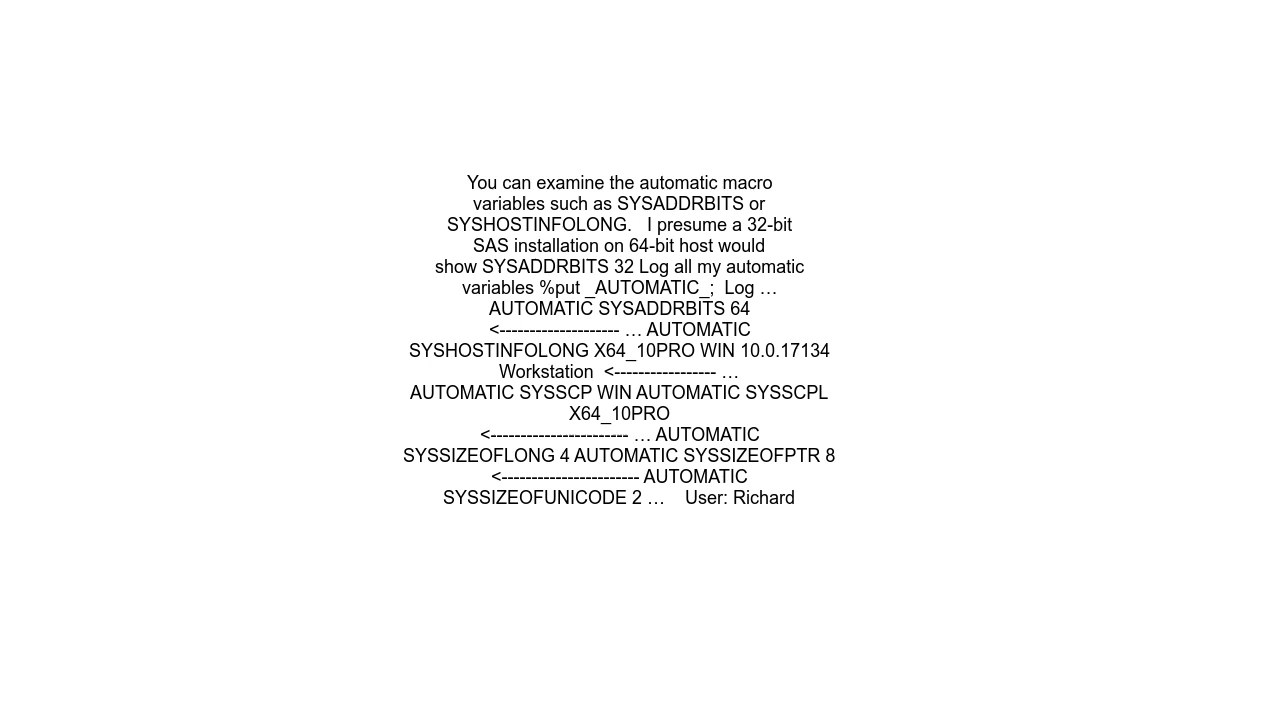 You can examine the automatic macro
variables such as SYSADDRBITS or
SYSHOSTINFOLONG.   I presume a 32-bit
SAS installation on 64-bit host would
show SYSADDRBITS 32 Log all my automatic
variables %put _AUTOMATIC_;  Log …
AUTOMATIC SYSADDRBITS 64
<-------------------- … AUTOMATIC
SYSHOSTINFOLONG X64_10PRO WIN 10.0.17134
Workstation  <----------------- …
AUTOMATIC SYSSCP WIN AUTOMATIC SYSSCPL
X64_10PRO
<----------------------- … AUTOMATIC
SYSSIZEOFLONG 4 AUTOMATIC SYSSIZEOFPTR 8
<----------------------- AUTOMATIC
SYSSIZEOFUNICODE 2 …    User: Richard